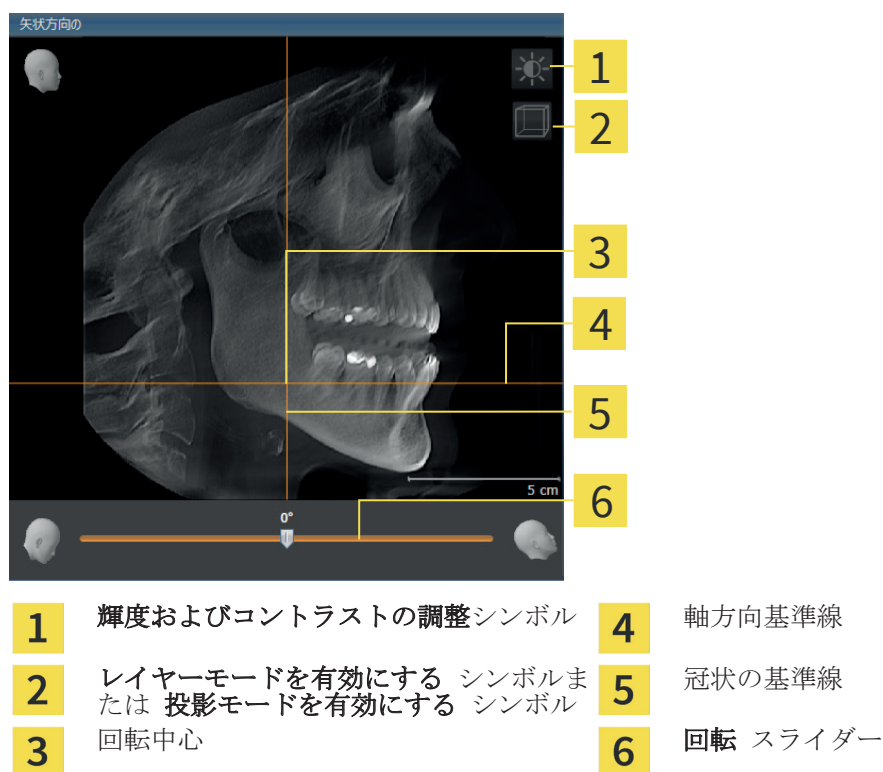 矢状方向の
1
2
3
4
5
5 cm
6
0°
1 輝度およびコントラストの調整シンボル
4 軸方向基準線
2 レイヤーモードを有効にする シンボルま
たは 投影モードを有効にする シンボル
5 冠状の基準線
3 回転中心
6 回転 スライダー